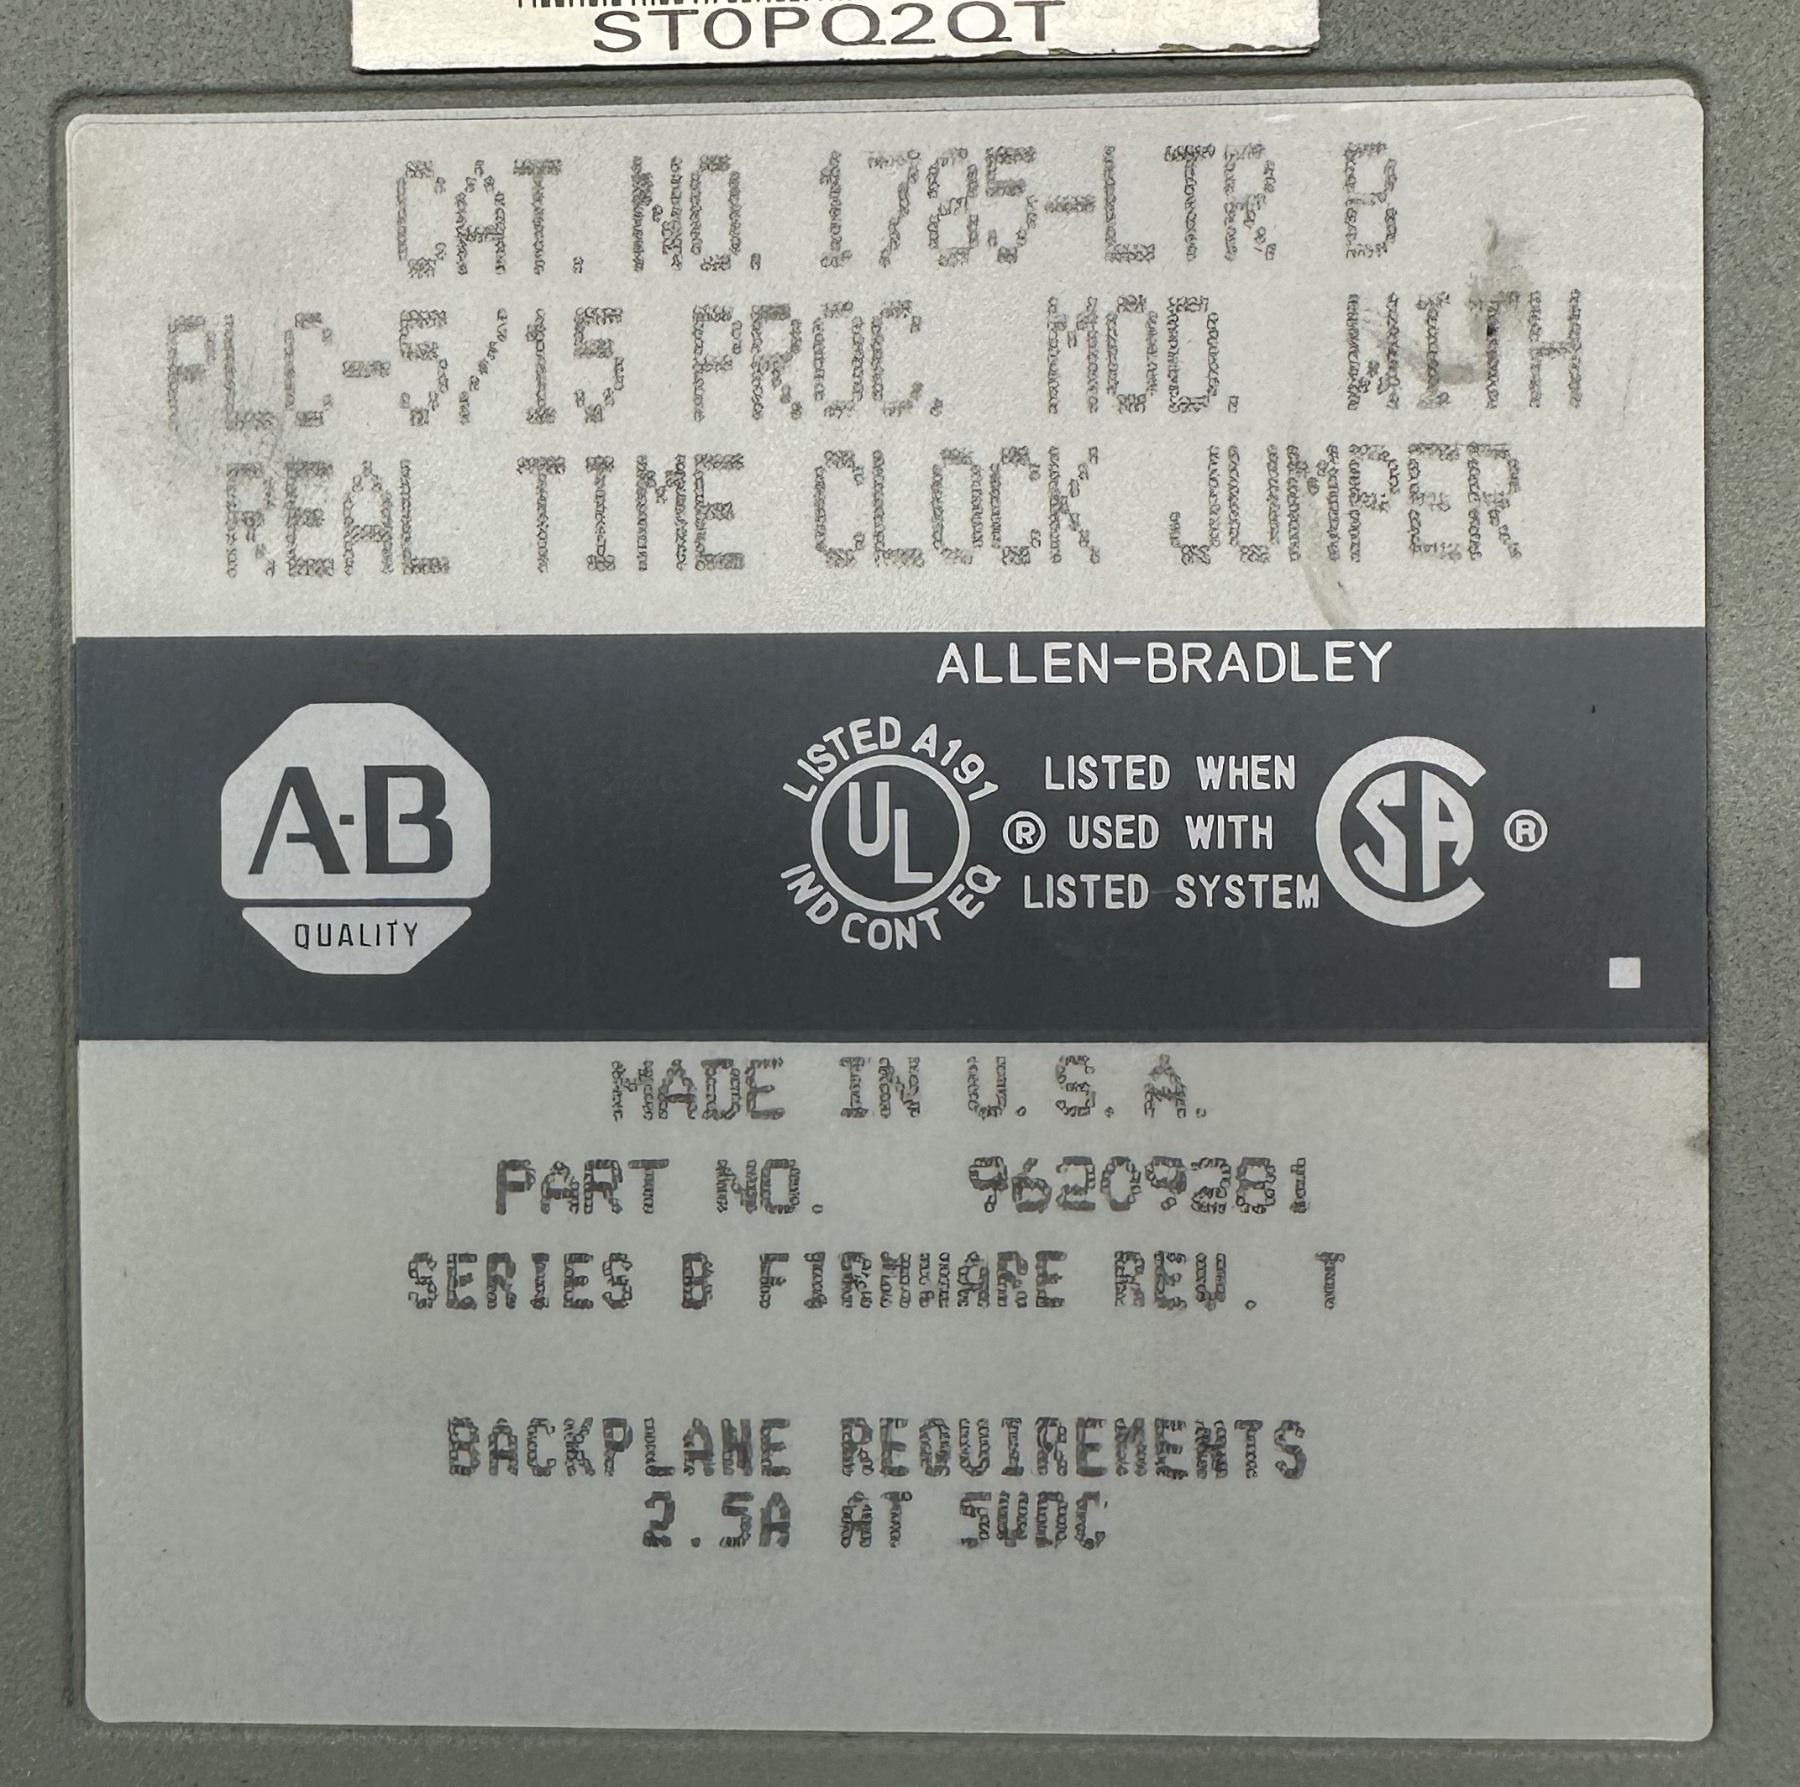 ST0PQ2QT
CAT. NO. 1785-LTR B
PLC-5/15 PROC. MOD. WITH
REAL TIME CLOCK JUMPER
ALLEN-BRADLEY
A-B
QUALITY
LISTED A191
UL
IND CONT EQ
®
LISTED WHEN
USED WITH
LISTED SYSTEM
SA
®
MADE IN U.S.A.
PART NO. 96209281
SERIES B FIRMWARE REV. T
BACKPLANE REQUIREMENTS
2.5A AT 5VDC